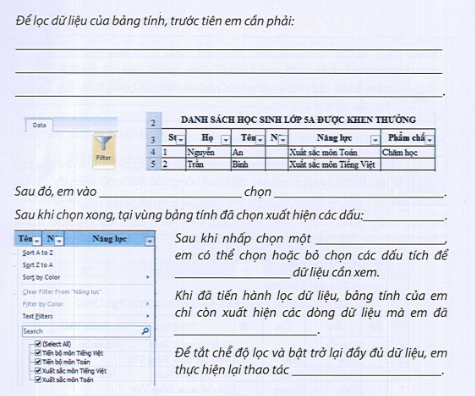 Để lọc dữ liệu của bảng tính, trước tiên em cần phải:
Data
Filter
2 DANH SÁCH HỌC SINH LỚP 5A ĐƯỢC KHEN THƯỞNG
3 St Họ Tên N Năng lực Phẩm chấ
4 1 Nguyễn An Xuất sắc môn Toán Chăm học
5 2 Trần Bình Xuất sắc môn Tiếng Việt
Sau đó, em vào chọn .
Sau khi chọn xong, tại vùng bảng tính đã chọn xuất hiện các dấu: .
Tên N Năng lực
Sort A to Z
Sort Z to A
Sort by Color
Clear Filter From "Năng lực"
Filter by Color
Text Filters
Search
(Select All)
Tiến bộ môn Tiếng Việt
Tiến bộ môn Toán
Xuất sắc môn Tiếng Việt
Xuất sắc môn Toán
Sau khi nhấp chọn một ,
em có thể chọn hoặc bỏ chọn các dấu tích để
dữ liệu cần xem.
Khi đã tiến hành lọc dữ liệu, bảng tính của em
chỉ còn xuất hiện các dòng dữ liệu mà em đã
.
Để tắt chế độ lọc và bật trở lại đầy đủ dữ liệu, em
thực hiện lại thao tác .